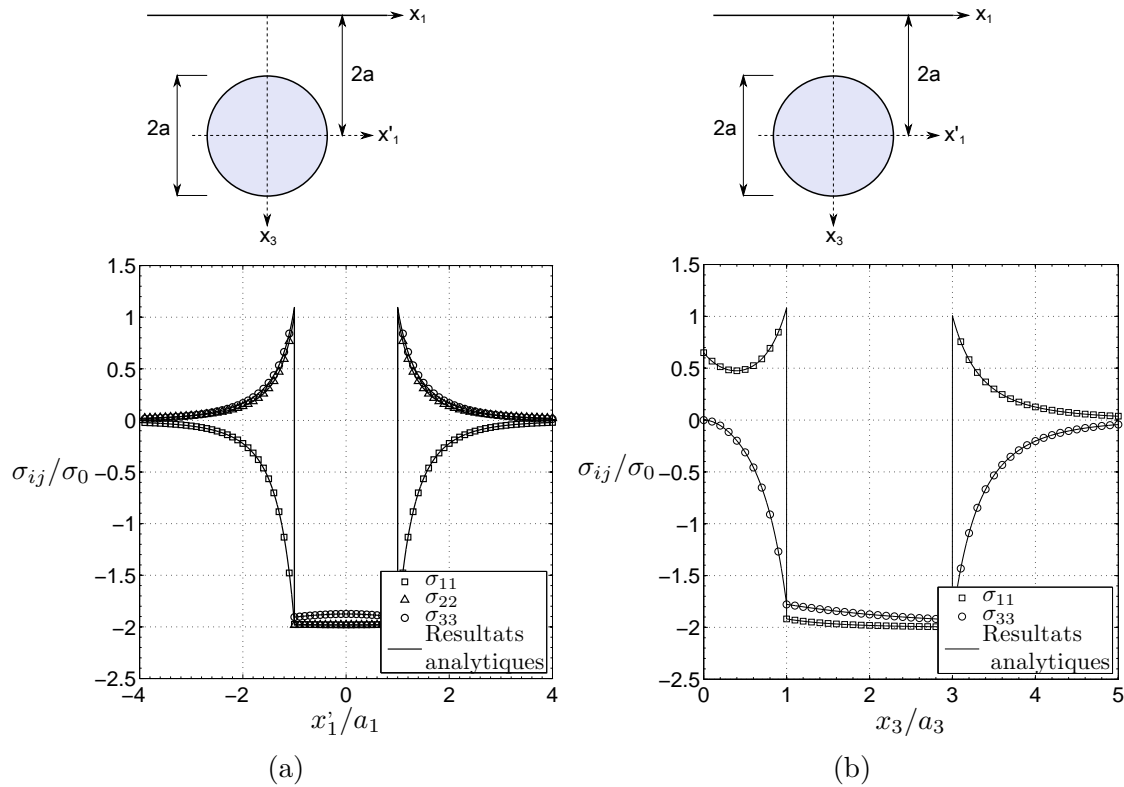 x1
2a
2a
x'1
x3
x1
2a
2a
x'1
x3
1.5
1
0.5
0
−0.5
−1
−1.5
−2
−2.5
−4
−2
0
2
4
σij/σ0
x'1/a1
σ11
σ22
σ33
Resultats
analytiques
(a)
1.5
1
0.5
0
−0.5
−1
−1.5
−2
−2.5
0
1
2
3
4
5
σij/σ0
x3/a3
σ11
σ33
Resultats
analytiques
(b)